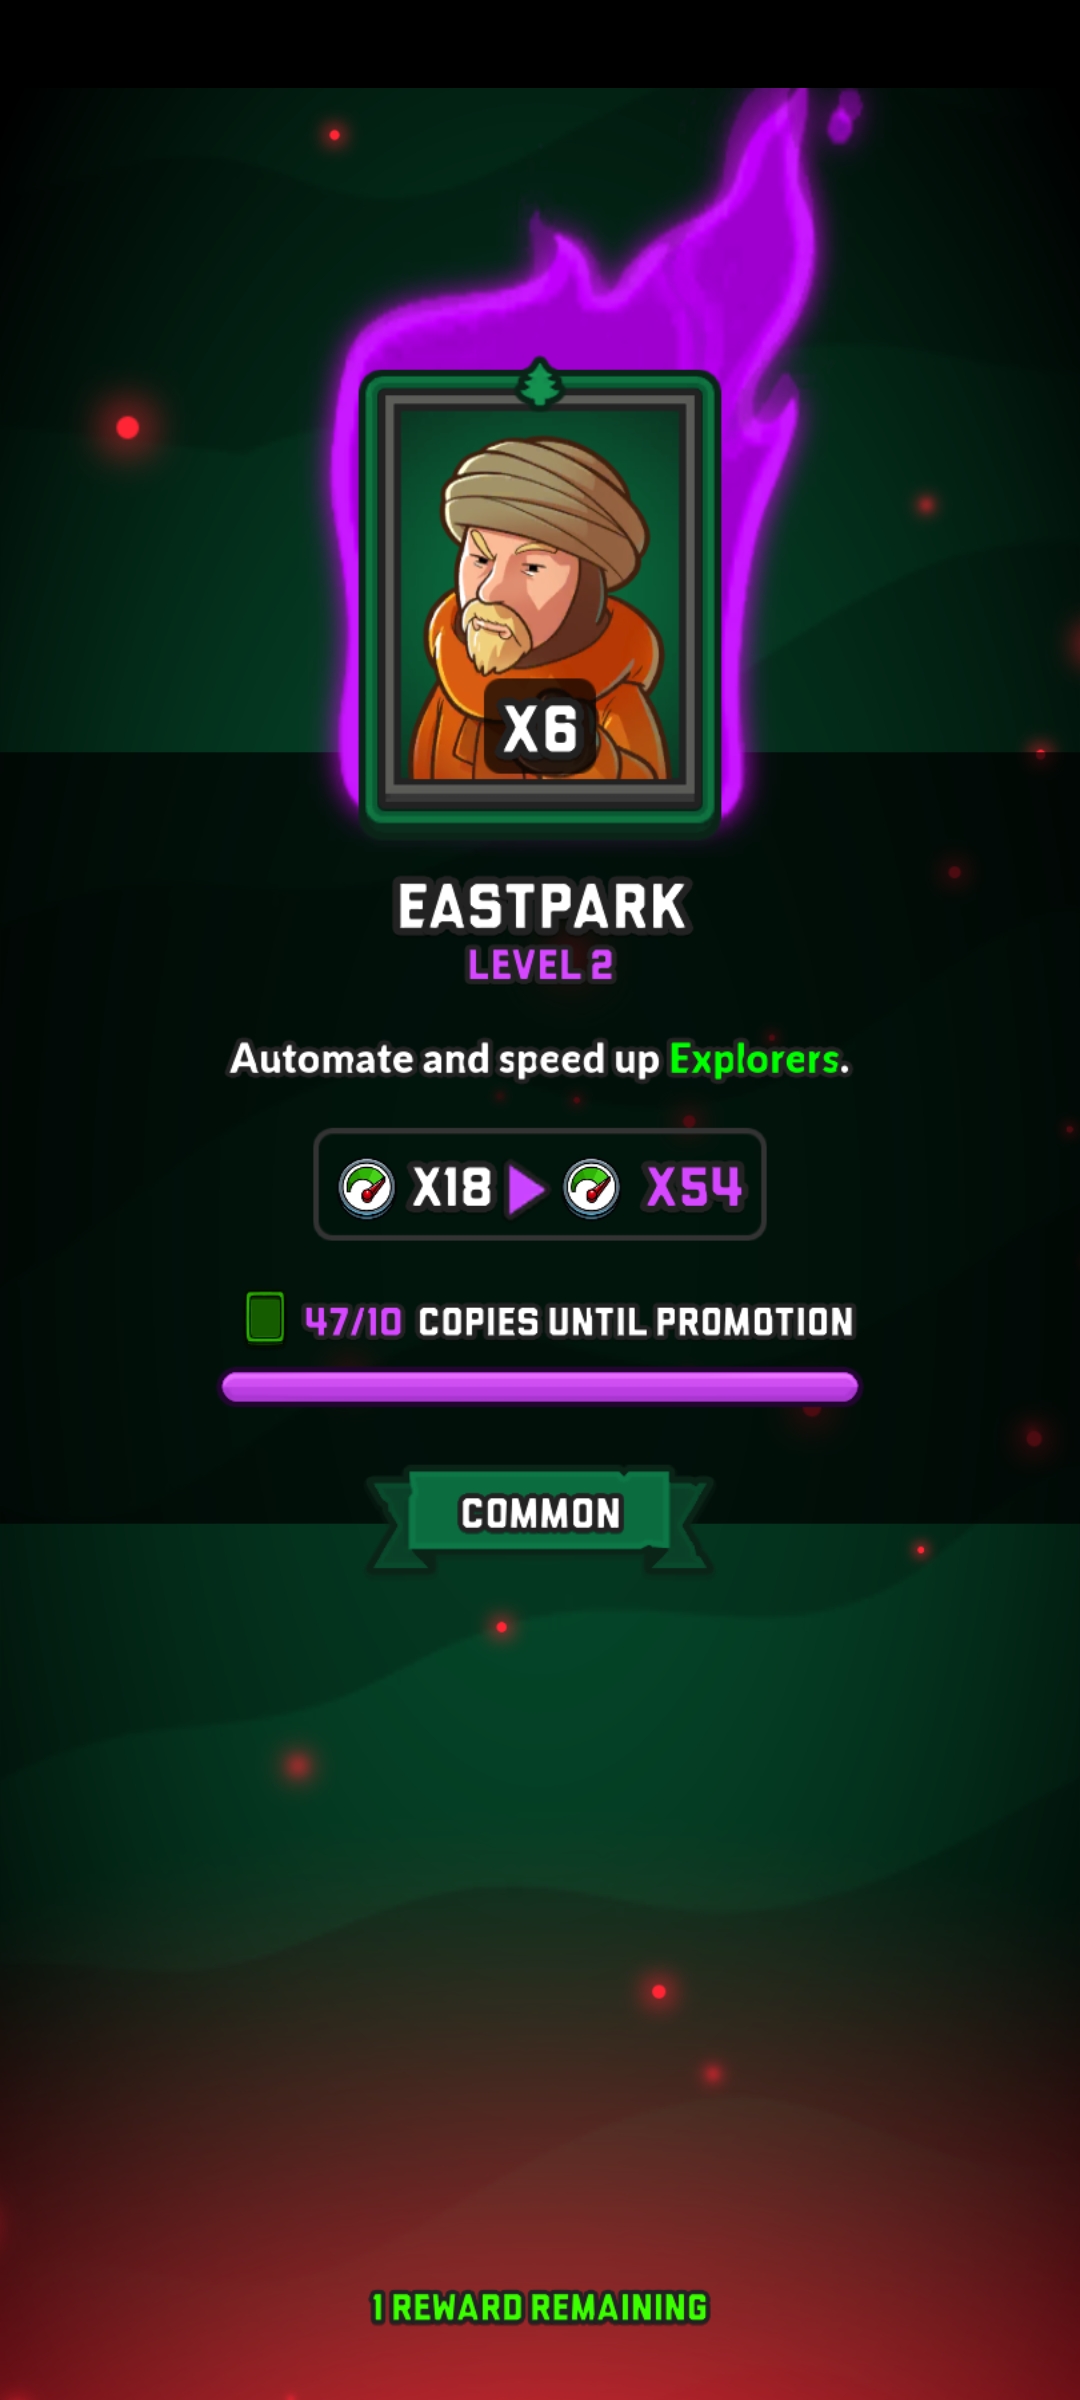 X6
EASTPARK
LEVEL 2
Automate and speed up Explorers.
X18 X54
47/10 COPIES UNTIL PROMOTION
COMMON
1 REWARD REMAINING